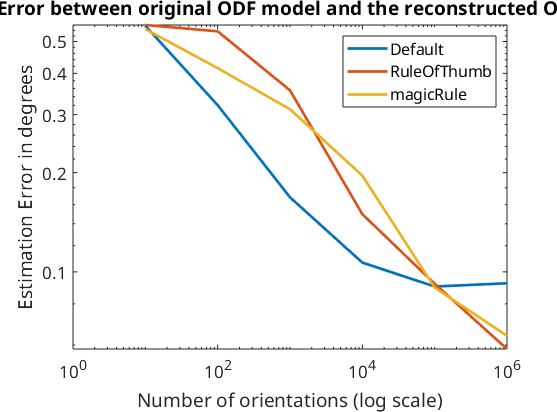 Error between original ODF model and the reconstructed O
Default
RuleOfThumb
magicRule
Estimation Error in degrees
0.5
0.4
0.3
0.2
0.1
10^0 10^2 10^4 10^6
Number of orientations (log scale)